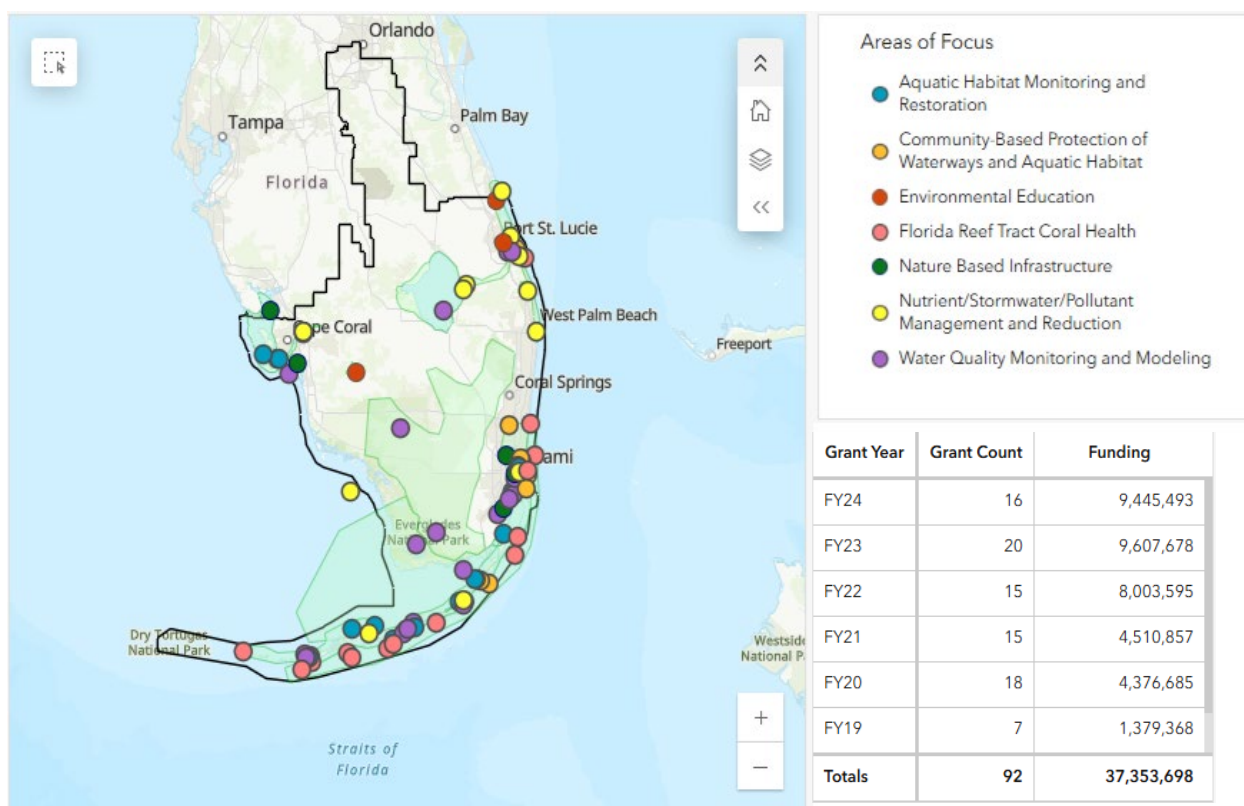 Orlando
Tampa
Palm Bay
Florida
Port St. Lucie
West Palm Beach
Cape Coral
Freeport
Coral Springs
Miami
Everglades
National Park
Dry Tortugas
National Park
Westside
National P
Straits of
Florida
Areas of Focus
Aquatic Habitat Monitoring and
Restoration
Community-Based Protection of
Waterways and Aquatic Habitat
Environmental Education
Florida Reef Tract Coral Health
Nature Based Infrastructure
Nutrient/Stormwater/Pollutant
Management and Reduction
Water Quality Monitoring and Modeling
Grant Year Grant Count Funding
FY24 16 9,445,493
FY23 20 9,607,678
FY22 15 8,003,595
FY21 15 4,510,857
FY20 18 4,376,685
FY19 7 1,379,368
Totals 92 37,353,698